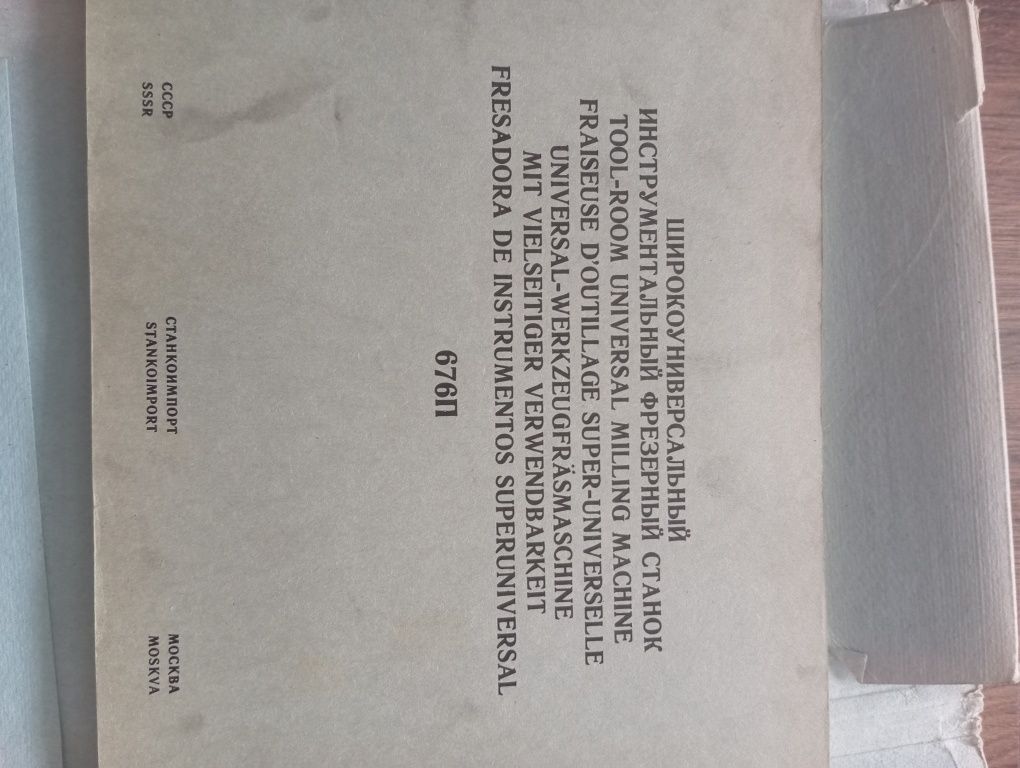 ШИРОКОУНИВЕРСАЛЬНЫЙ
ИНСТРУМЕНТАЛЬНЫЙ ФРЕЗЕРНЫЙ СТАНОК
TOOL-ROOM UNIVERSAL MILLING MACHINE
FRAISEUSE D'OUTILLAGE SUPER-UNIVERSELLE
UNIVERSAL-WERKZEUGFRÄSMASCHINE
MIT VIELSEITIGER VERWENDBARKEIT
FRESADORA DE INSTRUMENTOS SUPERUNIVERSAL
676П
СССР СТАНКОИМПОРТ МОСКВА
SSSR STANKOIMPORT MOSKVA